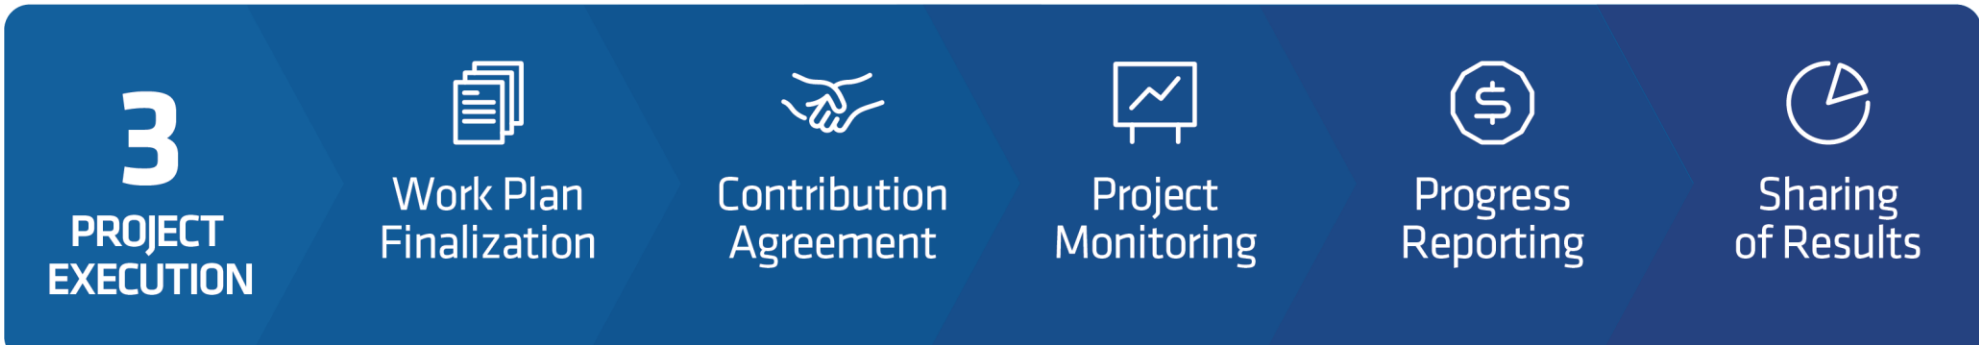 3
PROJECT
EXECUTION
Work Plan
Finalization
Contribution
Agreement
Project
Monitoring
$
Progress
Reporting
Sharing
of Results